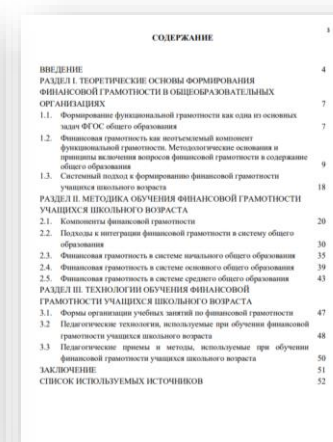 3
СОДЕРЖАНИЕ
ВВЕДЕНИЕ 4
РАЗДЕЛ I. ТЕОРЕТИЧЕСКИЕ ОСНОВЫ ФОРМИРОВАНИЯ
ФИНАНСОВОЙ ГРАМОТНОСТИ В ОБЩЕОБРАЗОВАТЕЛЬНЫХ
ОРГАНИЗАЦИЯХ 7
1.1. Формирование функциональной грамотности как одна из основных
задач ФГОС общего образования 7
1.2. Финансовая грамотность как неотъемлемый компонент
функциональной грамотности. Методологические основания и
принципы включения вопросов финансовой грамотности в содержание
общего образования 9
1.3. Системный подход к формированию финансовой грамотности
учащихся школьного возраста 18
РАЗДЕЛ II. МЕТОДИКА ОБУЧЕНИЯ ФИНАНСОВОЙ ГРАМОТНОСТИ
УЧАЩИХСЯ ШКОЛЬНОГО ВОЗРАСТА
2.1. Компоненты финансовой грамотности 20
2.2. Подходы к интеграции финансовой грамотности в систему общего
образования 30
2.3. Финансовая грамотность в системе начального общего образования 35
2.4. Финансовая грамотность в системе основного общего образования 39
2.5. Финансовая грамотность в системе среднего общего образования 43
РАЗДЕЛ III. ТЕХНОЛОГИИ ОБУЧЕНИЯ ФИНАНСОВОЙ
ГРАМОТНОСТИ УЧАЩИХСЯ ШКОЛЬНОГО ВОЗРАСТА
3.1. Формы организации учебных занятий по финансовой грамотности 47
3.2 Педагогические технологии, используемые при обучении финансовой
грамотности учащихся школьного возраста 48
3.3 Педагогические приемы и методы, используемые при обучении
финансовой грамотности учащихся школьного возраста 50
ЗАКЛЮЧЕНИЕ 51
СПИСОК ИСПОЛЬЗУЕМЫХ ИСТОЧНИКОВ 52